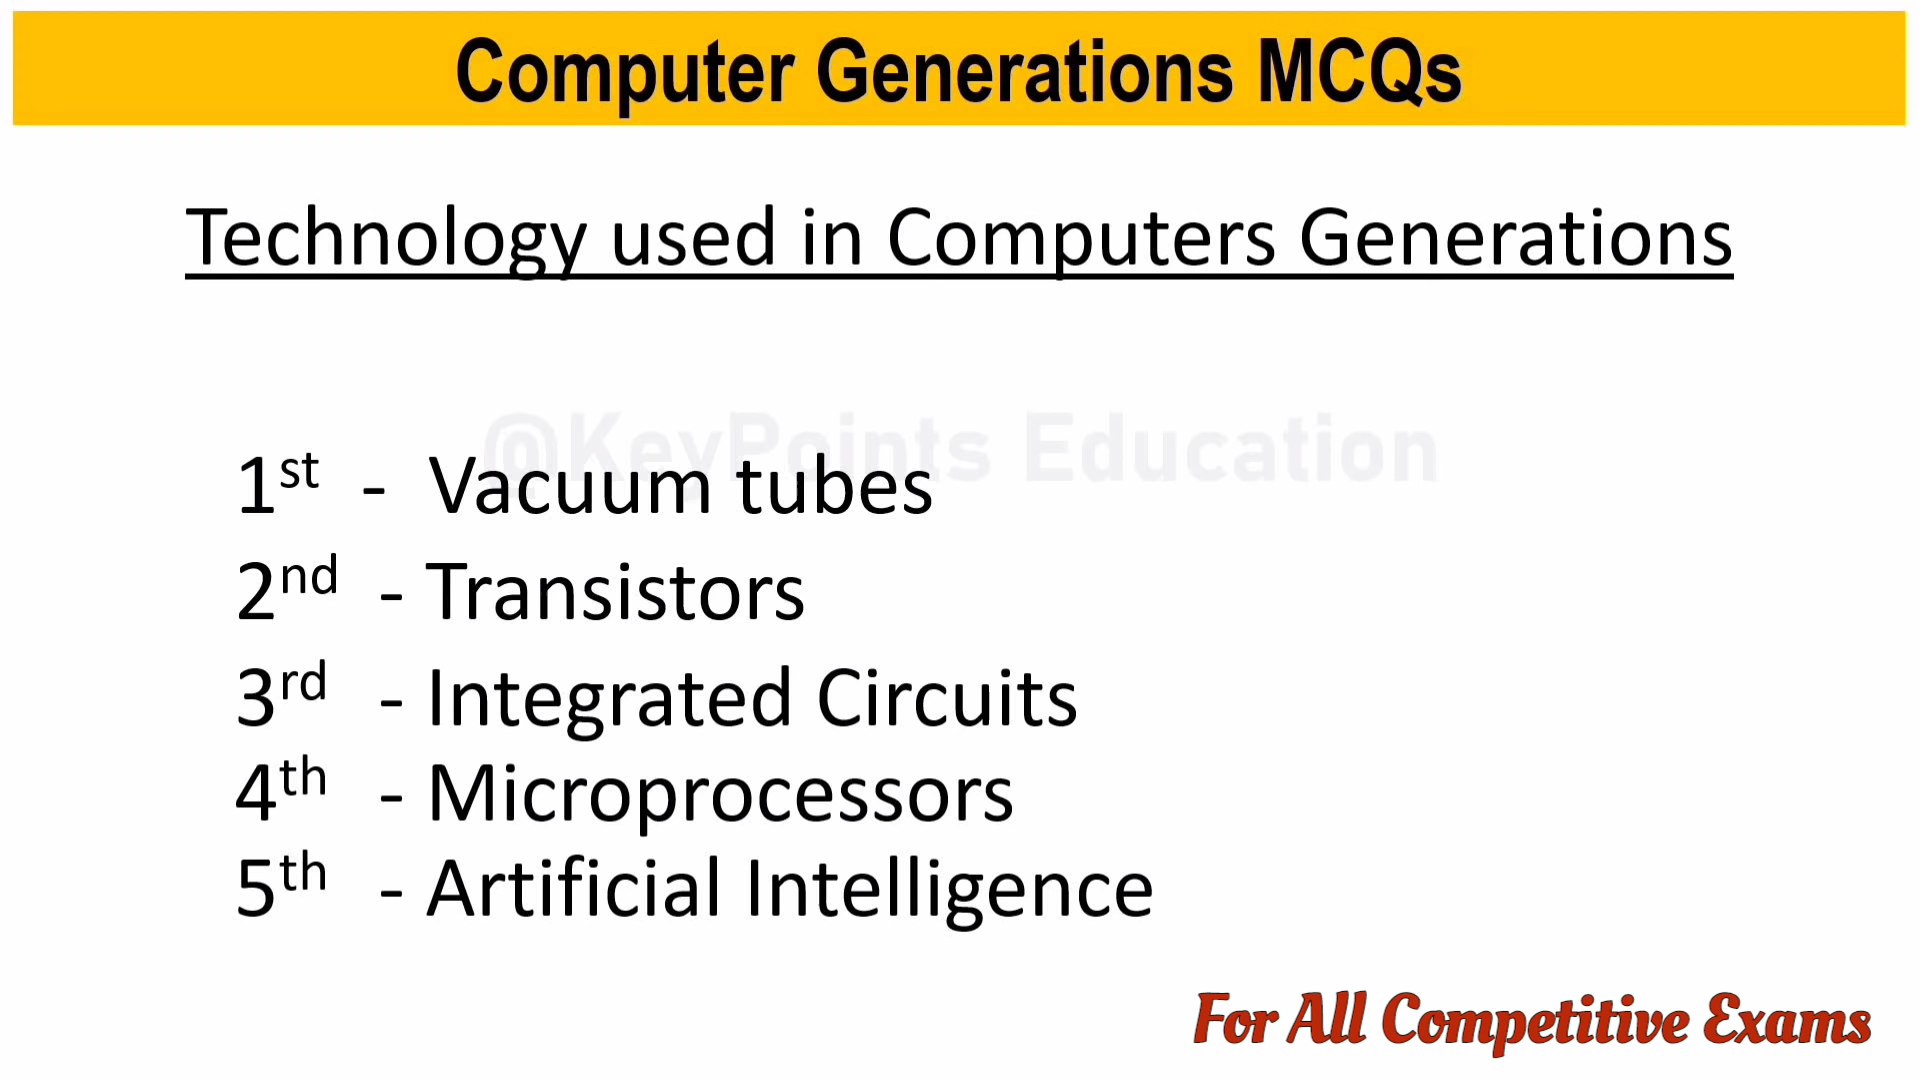 Computer Generations MCQs
Technology used in Computers Generations
@KeyPoints Education
1st - Vacuum tubes
2nd - Transistors
3rd - Integrated Circuits
4th - Microprocessors
5th - Artificial Intelligence
For All Competitive Exams